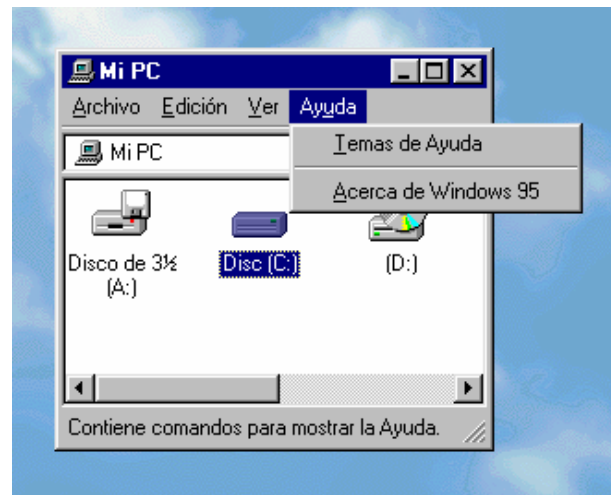 Mi PC
Archivo Edición Ver Ayuda
Mi PC
Temas de Ayuda
Acerca de Windows 95
Disco de 3½ (A:)
Disc (C:)
(D:)
Contiene comandos para mostrar la Ayuda.